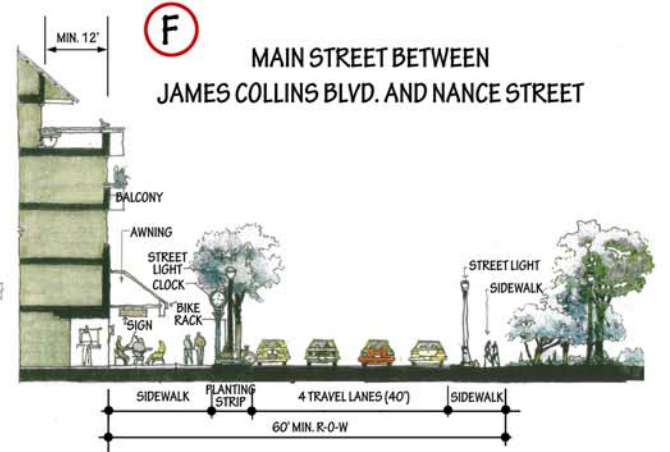 MIN. 12'
F
MAIN STREET BETWEEN
JAMES COLLINS BLVD. AND NANCE STREET
BALCONY
AWNING
STREET
LIGHT
CLOCK
BIKE
RACK
SIGN
STREET LIGHT
SIDEWALK
SIDEWALK
PLANTING
STRIP
4 TRAVEL LANES (40')
SIDEWALK
60' MIN. R-O-W